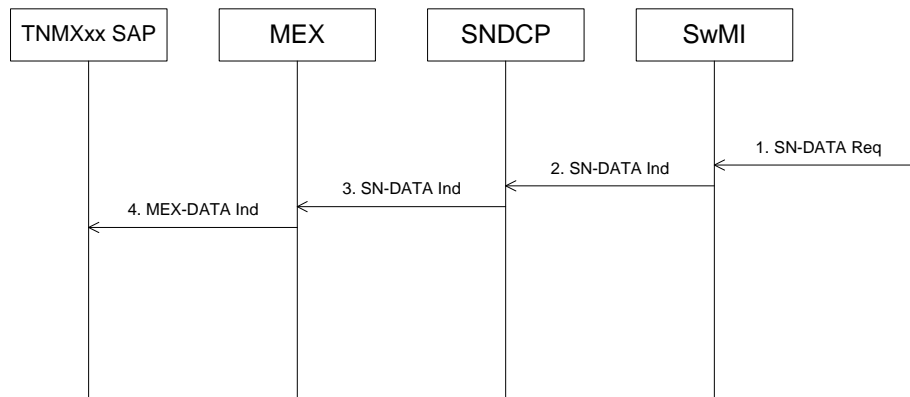 TNMXxx SAP
MEX
SNDCP
SwMI
1. SN-DATA Req
2. SN-DATA Ind
3. SN-DATA Ind
4. MEX-DATA Ind